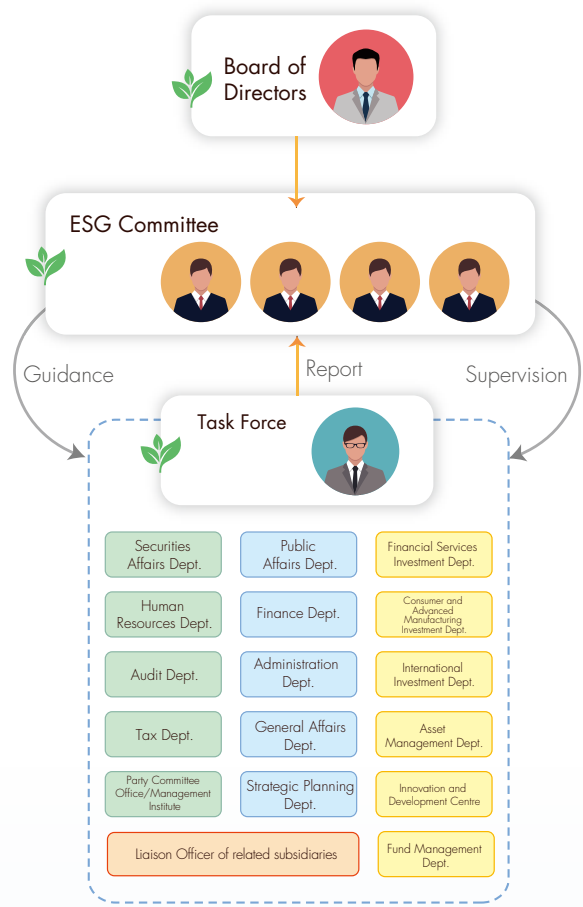 Board of
Directors
ESG Committee
Guidance
Report
Supervision
Task Force
Securities
Affairs Dept.
Public
Affairs Dept.
Financial Services
Investment Dept.
Human
Resources Dept.
Finance Dept.
Consumer and
Advanced
Manufacturing
Investment Dept.
Audit Dept.
Administration
Dept.
International
Investment Dept.
Tax Dept.
General Affairs
Dept.
Asset
Management Dept.
Party Committee
Office/Management
Institute
Strategic Planning
Dept.
Innovation and
Development Centre
Liaison Officer of related subsidiaries
Fund Management
Dept.